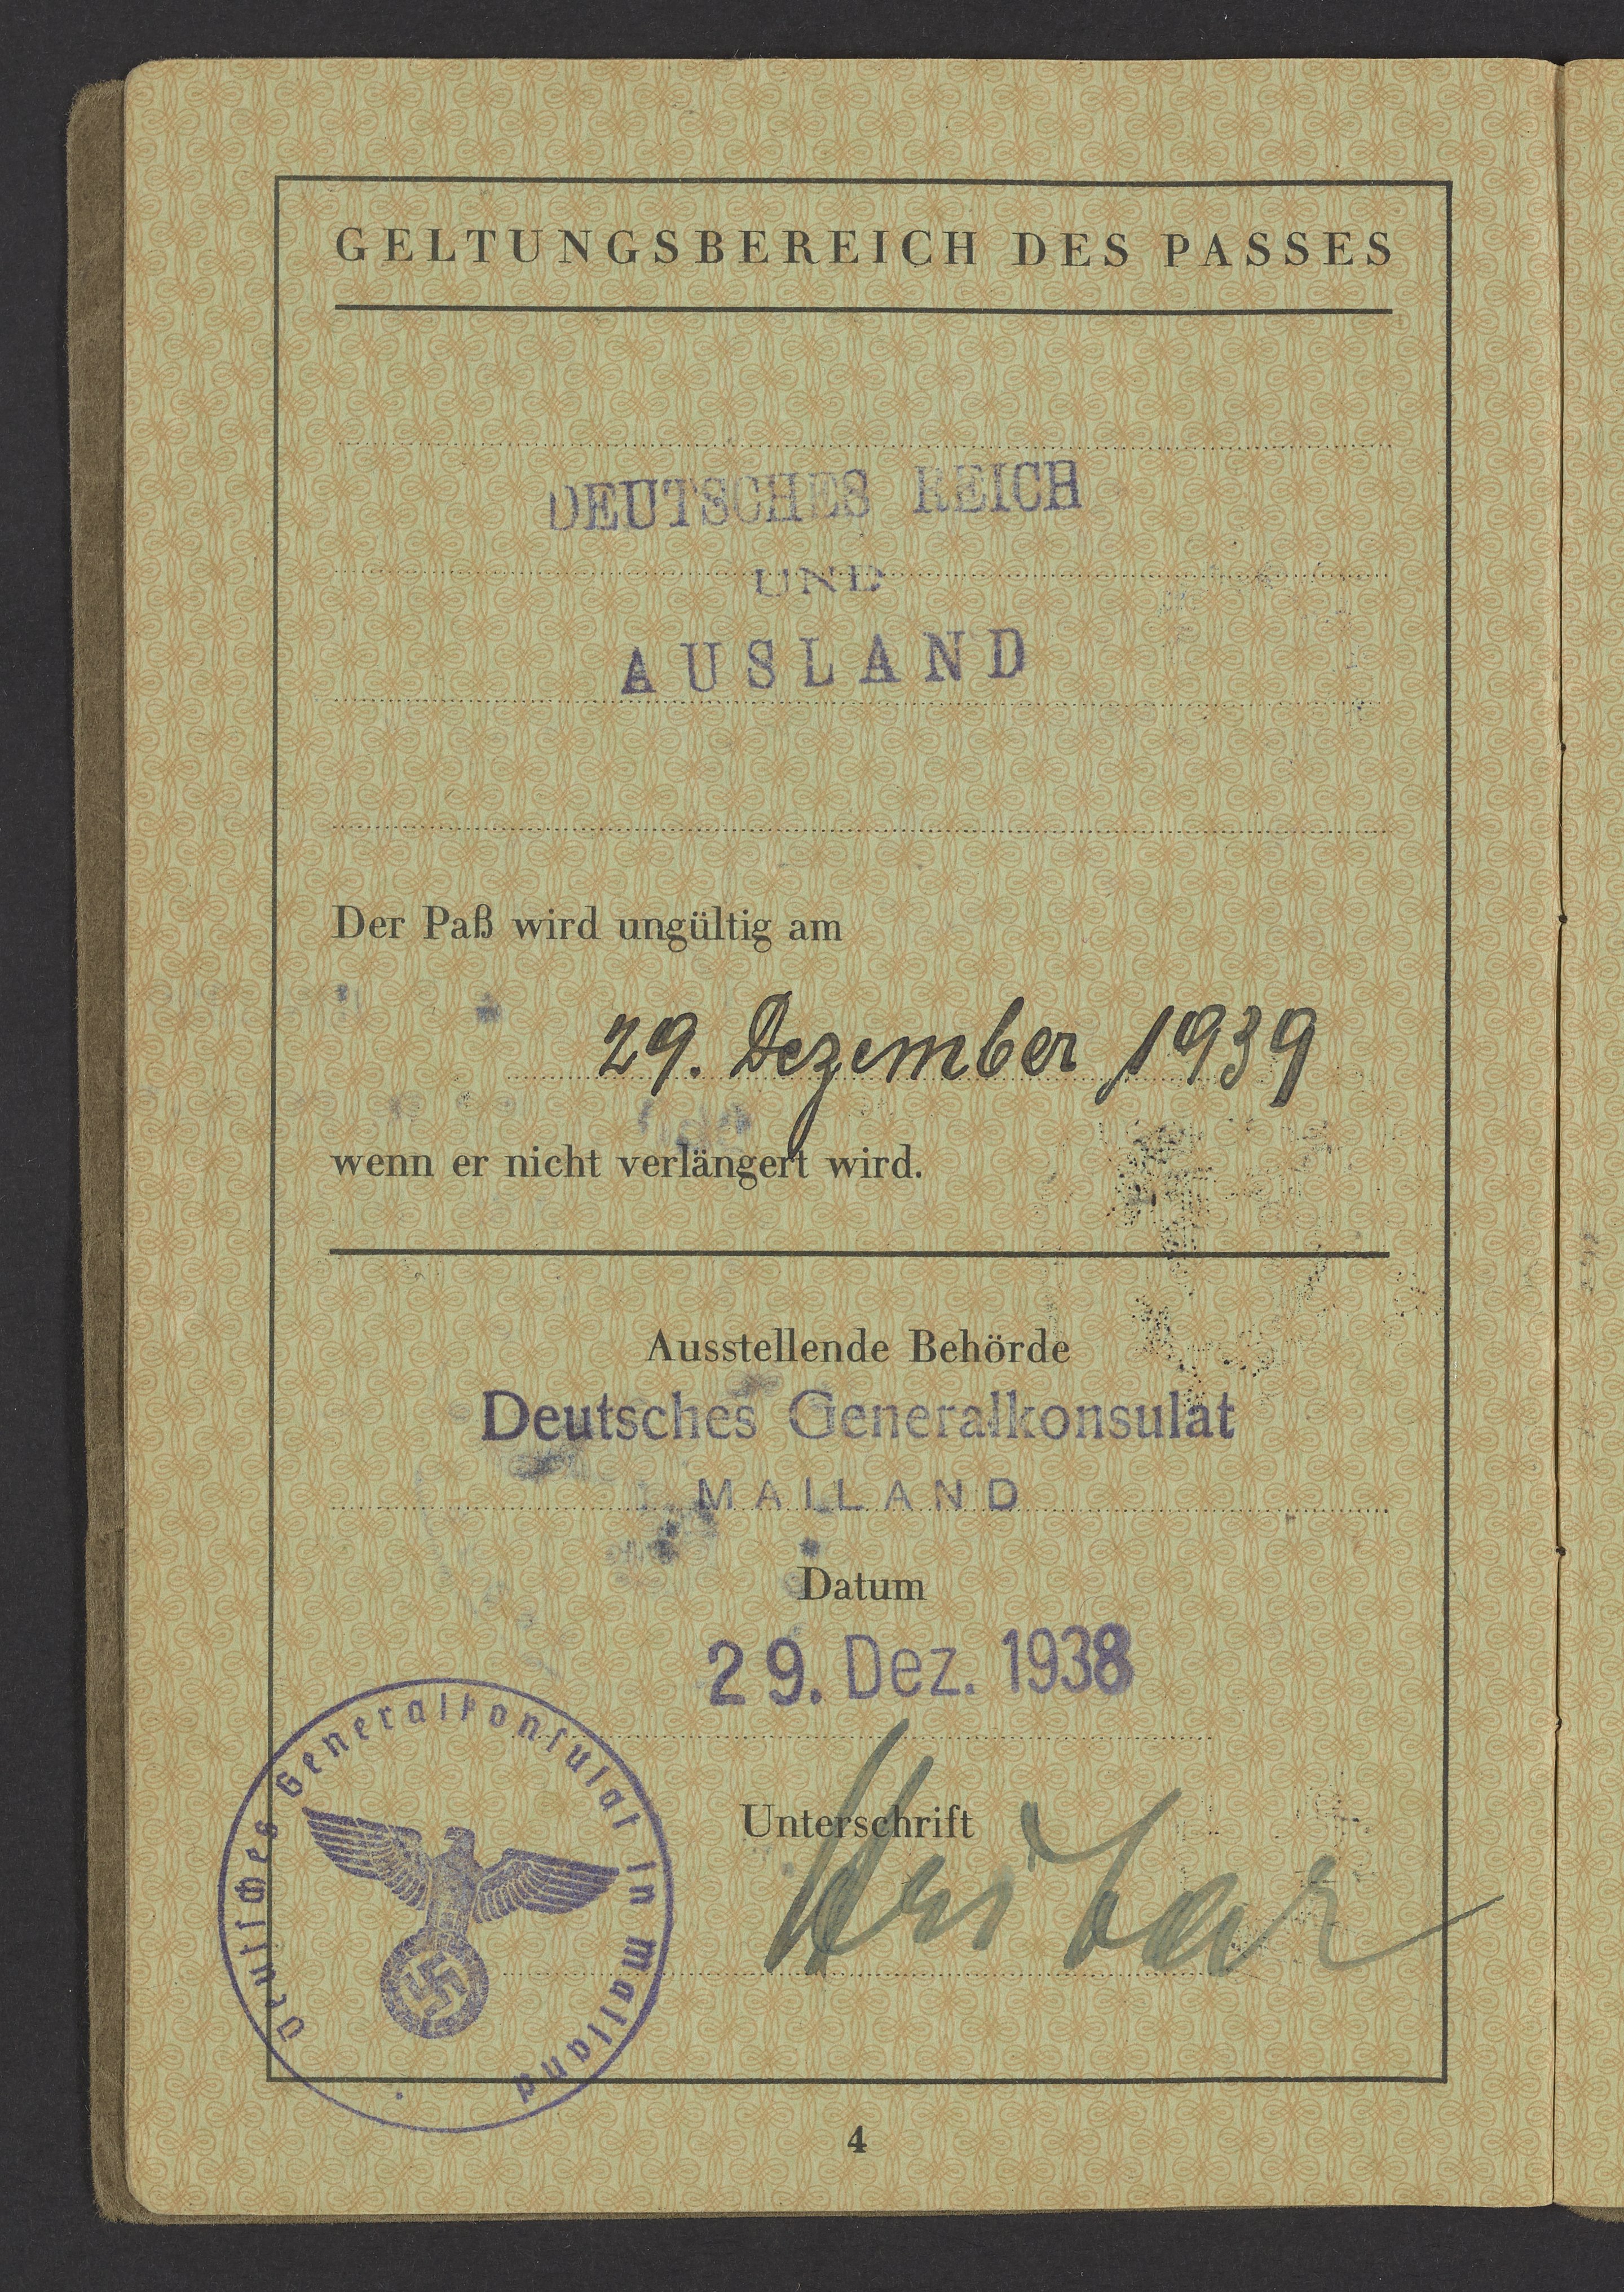 GELTUNGSBEREICH DES PASSES
DEUTSCHES REICH
UND
AUSLAND
Der Paß wird ungültig am
29. Dezember 1939
wenn er nicht verlängert wird.
Ausstellende Behörde
Deutsches Generalkonsulat
MAILAND
Datum
29. Dez. 1938
Unterschrift
Deutsches Generalkonsulat in Mailand
4